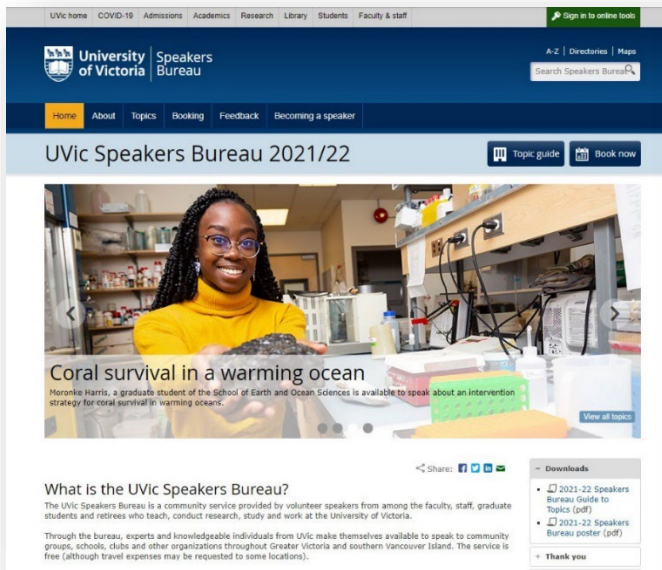 UVic home COVID-19 Admissions Academics Research Library Students Faculty & staff Sign in to online tools
A-Z | Directories | Maps
University
of Victoria
Speakers
Bureau
Search Speakers Bureau
Home About Topics Booking Feedback Becoming a speaker
UVic Speakers Bureau 2021/22 Topic guide Book now
Coral survival in a warming ocean
Moronke Harris, a graduate student of the School of Earth and Ocean Sciences is available to speak about an intervention
strategy for coral survival in warming oceans.
View all topics
Share:
What is the UVic Speakers Bureau?
The UVic Speakers Bureau is a community service provided by volunteer speakers from among the faculty, staff, graduate
students and retirees who teach, conduct research, study and work at the University of Victoria.
Through the bureau, experts and knowledgeable individuals from UVic make themselves available to speak to community
groups, schools, clubs and other organizations throughout Greater Victoria and southern Vancouver Island. The service is
free (although travel expenses may be requested to some locations).
− Downloads
• 2021-22 Speakers
Bureau Guide to
Topics (pdf)
• 2021-22 Speakers
Bureau poster (pdf)
+ Thank you